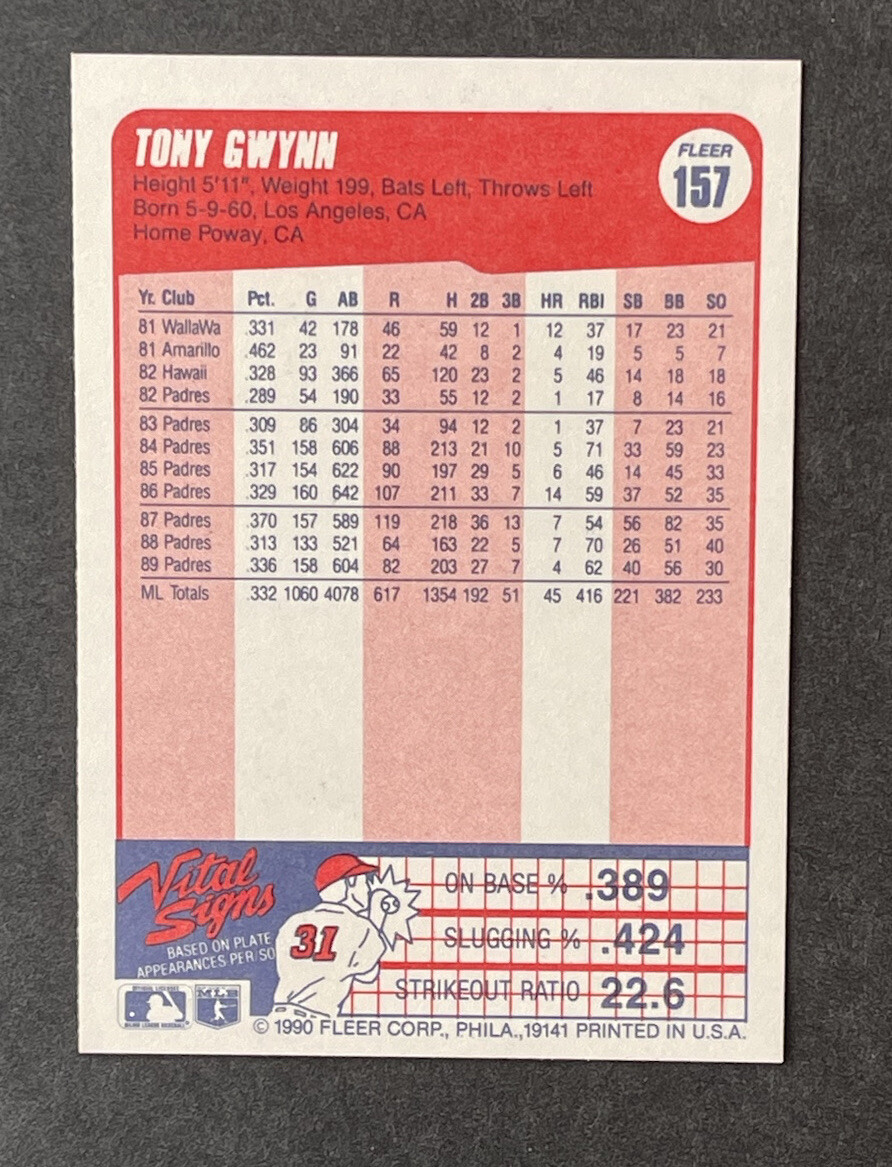 TONY GWYNN
FLEER
157
Height 5'11", Weight 199, Bats Left, Throws Left
Born 5-9-60, Los Angeles, CA
Home Poway, CA
Yr. Club Pct. G AB R H 2B 3B HR RBI SB BB SO
81 WallaWa .331 42 178 46 59 12 1 12 37 17 23 21
81 Amarillo .462 23 91 22 42 8 2 4 19 5 5 7
82 Hawaii .328 93 366 65 120 23 2 5 46 14 18 18
82 Padres .289 54 190 33 55 12 2 1 17 8 14 16
83 Padres .309 86 304 34 94 12 2 1 37 7 23 21
84 Padres .351 158 606 88 213 21 10 5 71 33 59 23
85 Padres .317 154 622 90 197 29 5 6 46 14 45 33
86 Padres .329 160 642 107 211 33 7 14 59 37 52 35
87 Padres .370 157 589 119 218 36 13 7 54 56 82 35
88 Padres .313 133 521 64 163 22 5 7 70 26 51 40
89 Padres .336 158 604 82 203 27 7 4 62 40 56 30
ML Totals .332 1060 4078 617 1354 192 51 45 416 221 382 233
Vital
Signs
BASED ON PLATE
APPEARANCES PER SO
31
ON BASE % .389
SLUGGING % .424
STRIKEOUT RATIO 22.6
OFFICIAL LICENSEE
MAJOR LEAGUE BASEBALL
MLB
© 1990 FLEER CORP., PHILA.,19141 PRINTED IN U.S.A.